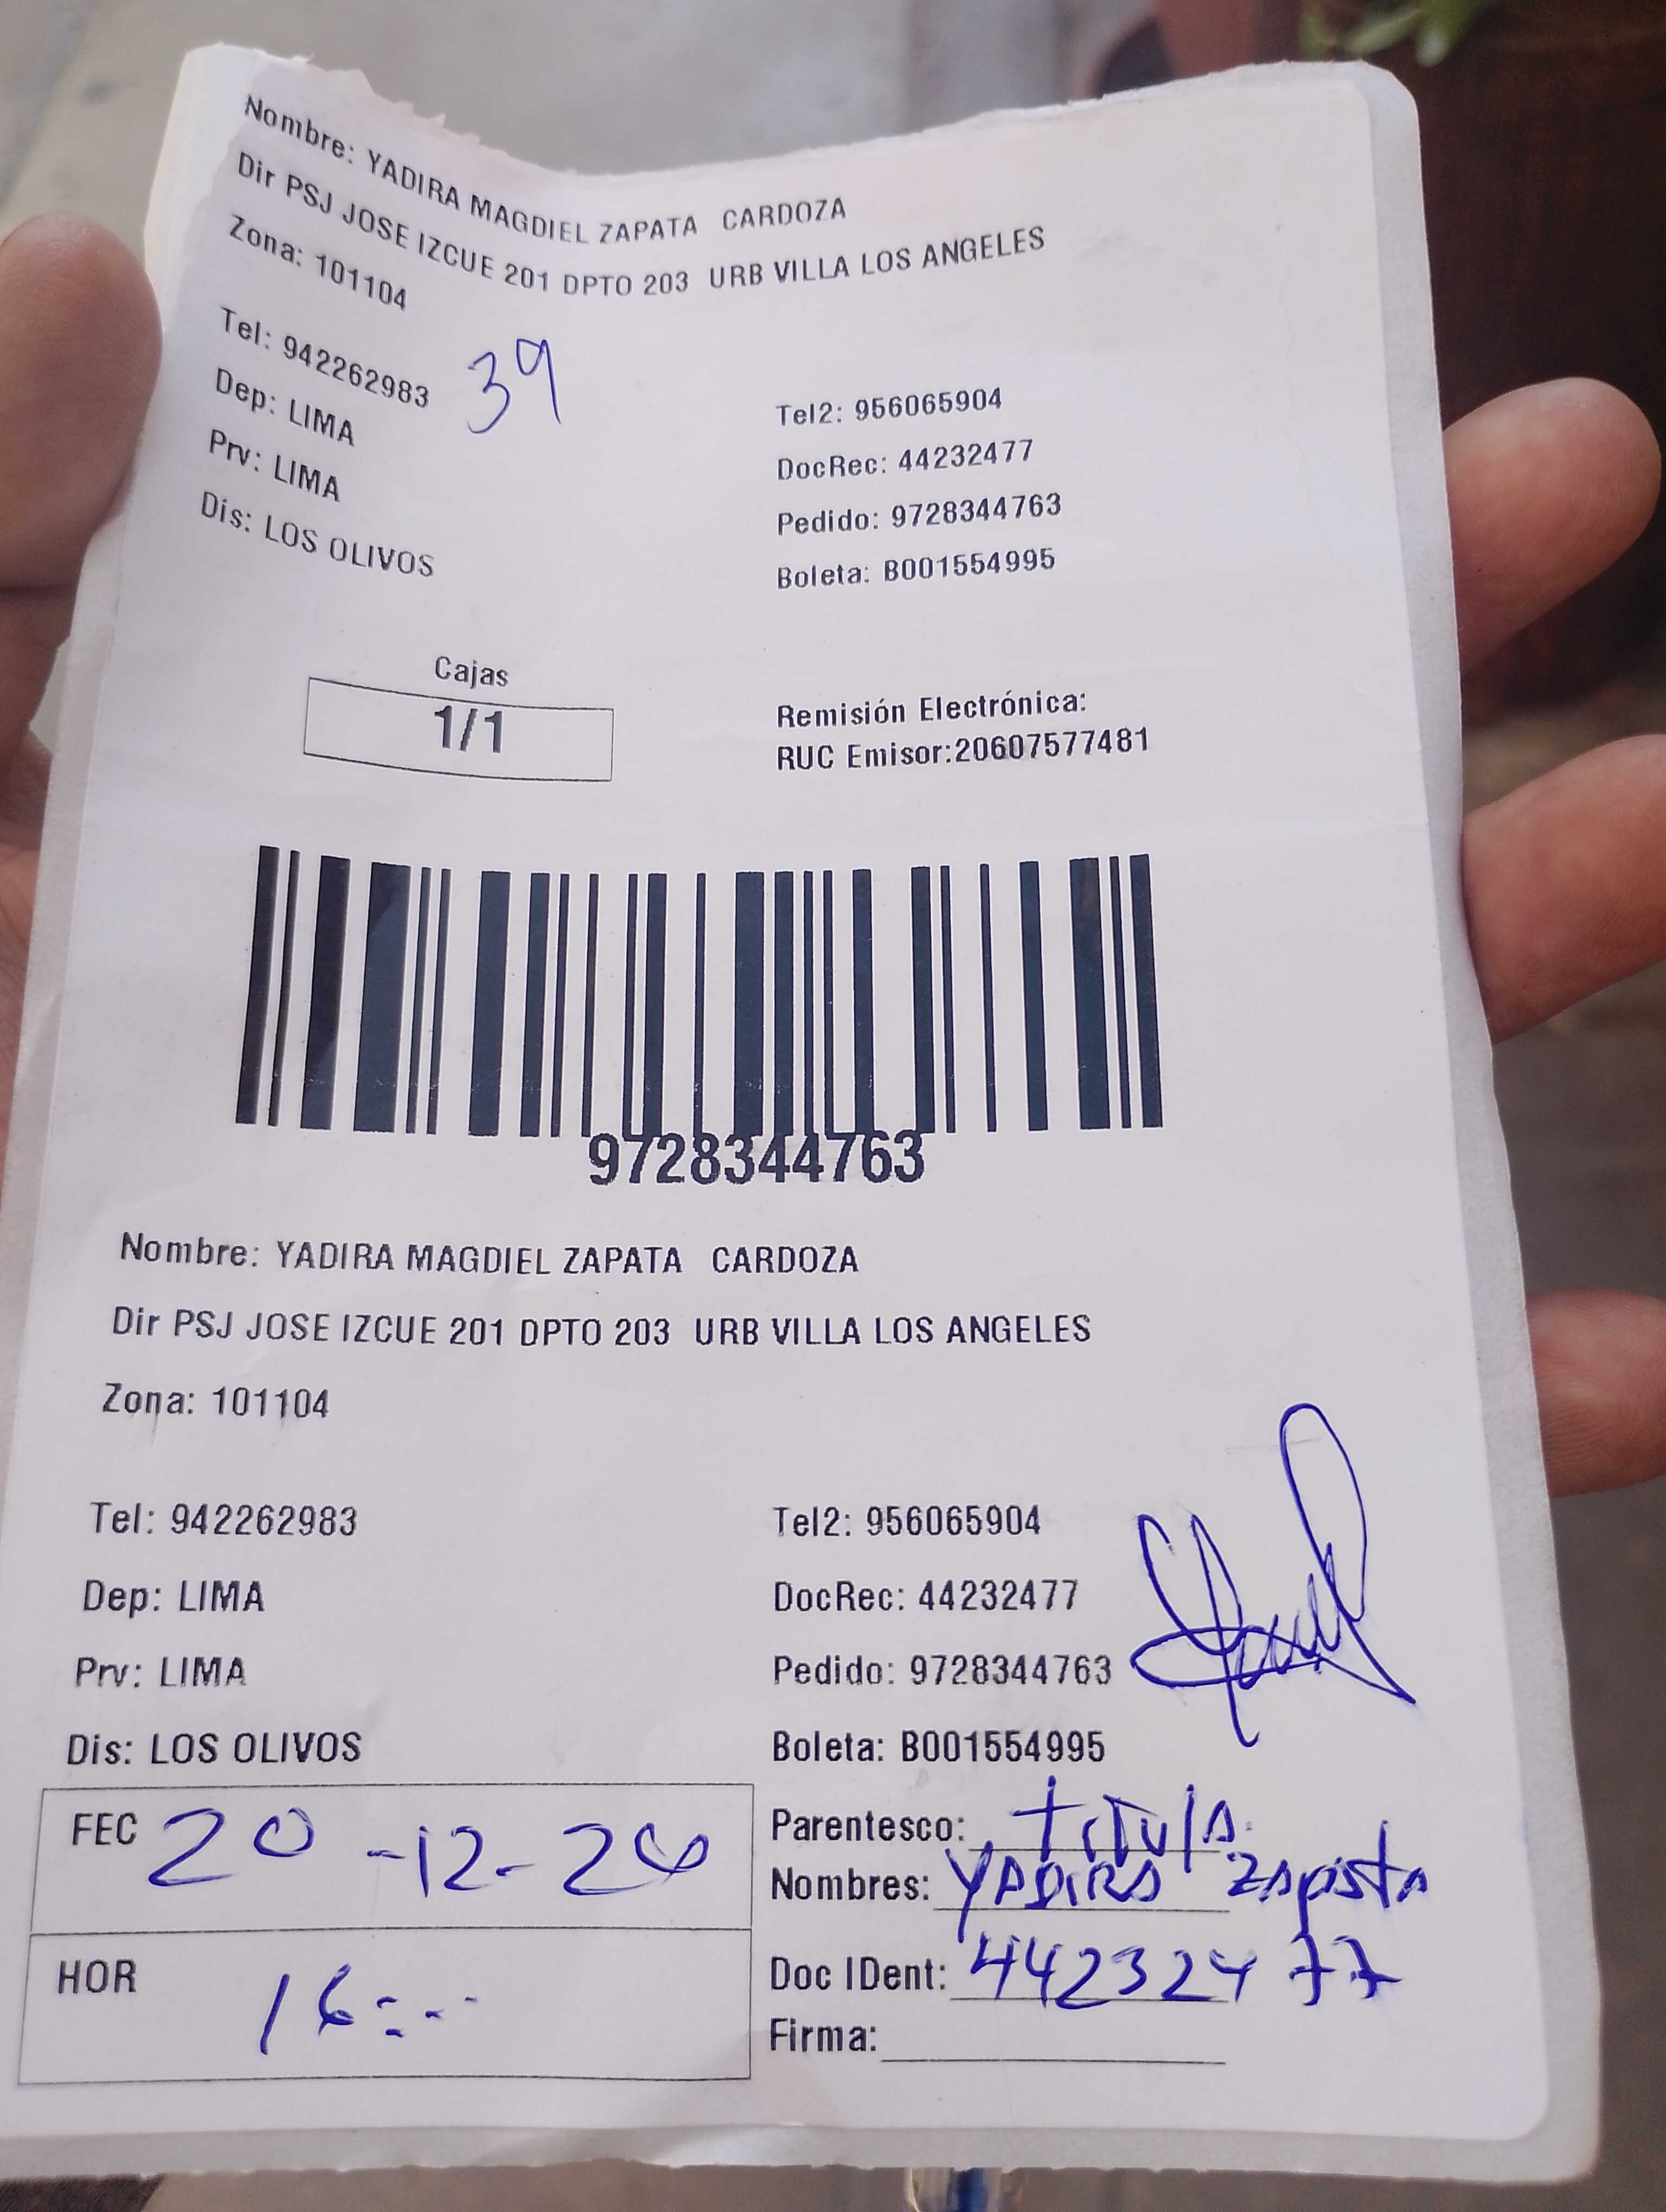 Nombre: YADIRA MAGDIEL ZAPATA CARDOZA
Dir PSJ JOSE IZCUE 201 DPTO 203 URB VILLA LOS ANGELES
Zona: 101104
Tel: 942262983 39
Tel2: 956065904
Dep: LIMA
DocRec: 44232477
Prv: LIMA
Pedido: 9728344763
Dis: LOS OLIVOS
Boleta: B001554995
Cajas
1/1
Remisión Electrónica:
RUC Emisor:20607577481
9728344763
Nombre: YADIRA MAGDIEL ZAPATA CARDOZA
Dir PSJ JOSE IZCUE 201 DPTO 203 URB VILLA LOS ANGELES
Zona: 101104
Tel: 942262983 Tel2: 956065904
Dep: LIMA DocRec: 44232477
Prv: LIMA Pedido: 9728344763
Dis: LOS OLIVOS Boleta: B001554995
FEC 20-12-24
Parentesco:
Nombres: YADIRA Zapata
HOR
Doc IDent: 44232477
Firma: